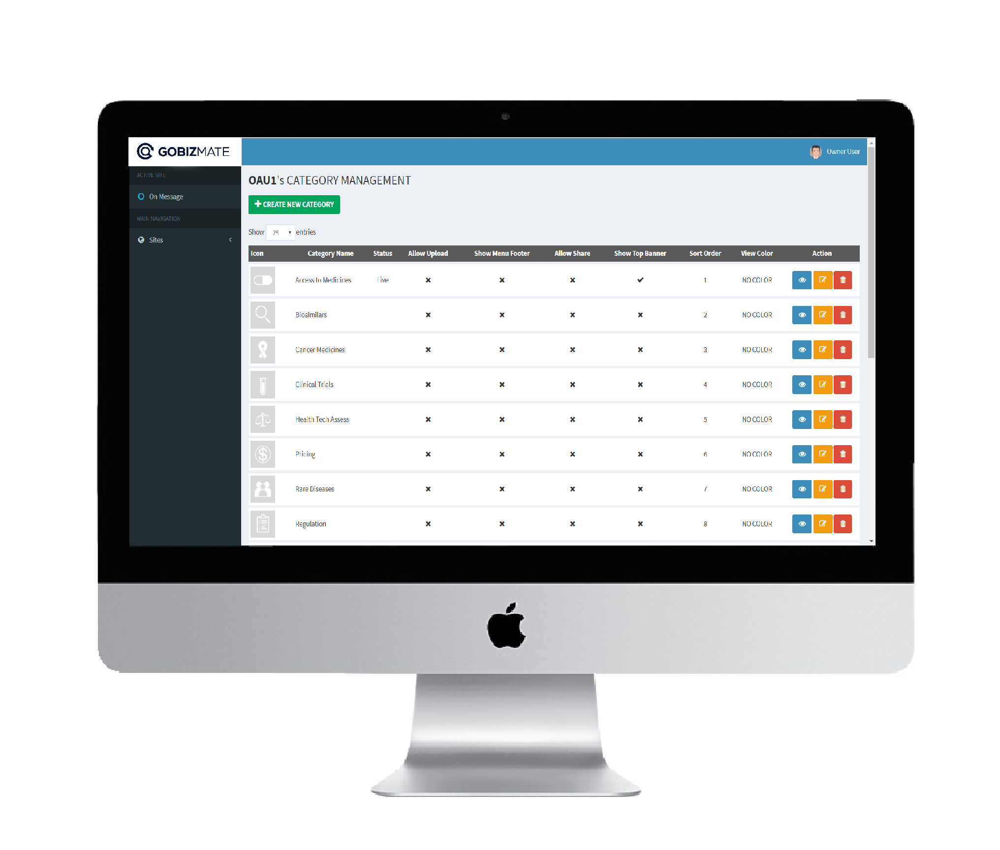 GOBIZMATE
Owner User
ACTIVE SITE
On Message
MAIN NAVIGATION
Sites
OAU1's CATEGORY MANAGEMENT
CREATE NEW CATEGORY
Show 25 entries
Icon Category Name Status Allow Upload Show Menu Footer Allow Share Show Top Banner Sort Order View Color Action
Access to Medicines Live 1 NO COLOR
Biosimilars 2 NO COLOR
Cancer Medicines 3 NO COLOR
Clinical Trials 4 NO COLOR
Health Tech Assess 5 NO COLOR
Pricing 6 NO COLOR
Rare Diseases 7 NO COLOR
Regulation 8 NO COLOR